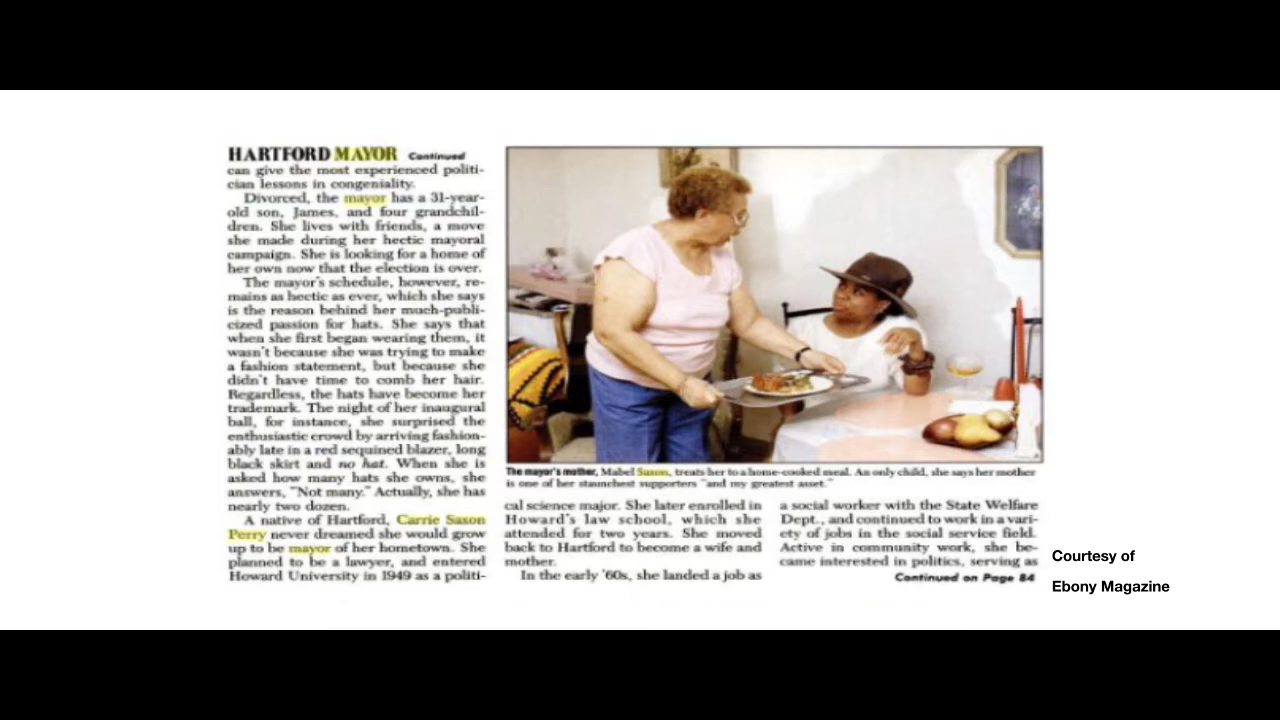 HARTFORD MAYOR Continued
can give the most experienced politi-
cian lessons in congeniality.
Divorced, the mayor has a 31-year-
old son, James, and four grandchil-
dren. She lives with friends, a move
she made during her hectic mayoral
campaign. She is looking for a home of
her own now that the election is over.
The mayor's schedule, however, re-
mains as hectic as ever, which she says
is the reason behind her much-publi-
cized passion for hats. She says that
when she first began wearing them, it
wasn't because she was trying to make
a fashion statement, but because she
didn't have time to comb her hair.
Regardless, the hats have become her
trademark. The night of her inaugural
ball, for instance, she surprised the
enthusiastic crowd by arriving fashion-
ably late in a red sequined blazer, long
black skirt and no hat. When she is
asked how many hats she owns, she
answers, "Not many." Actually, she has
nearly two dozen.
A native of Hartford, Carrie Saxon
Perry never dreamed she would grow
up to be mayor of her hometown. She
planned to be a lawyer, and entered
Howard University in 1949 as a politi-
The mayor's mother, Mabel Saxon, treats her to a home-cooked meal. An only child, she says her mother
is one of her staunchest supporters "and my greatest asset."
cal science major. She later enrolled in
Howard's law school, which she
attended for two years. She moved
back to Hartford to become a wife and
mother.
In the early '60s, she landed a job as
a social worker with the State Welfare
Dept., and continued to work in a vari-
ety of jobs in the social service field.
Active in community work, she be-
came interested in politics, serving as
Continued on Page 84
Courtesy of
Ebony Magazine